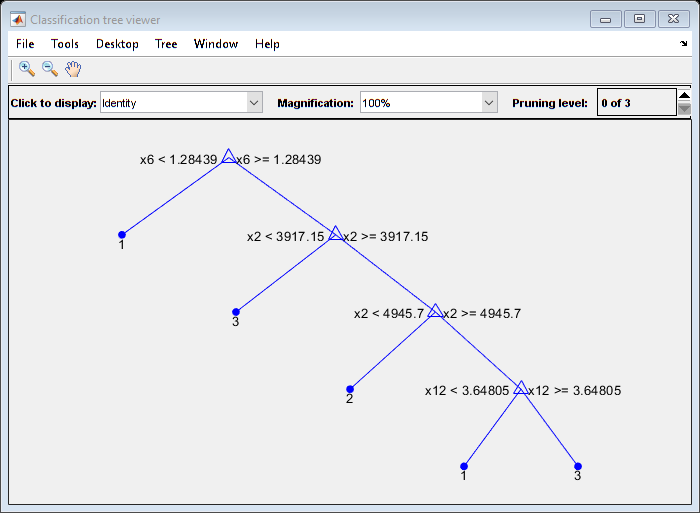 Classification tree viewer
File Tools Desktop Tree Window Help
Click to display: Identity Magnification: 100% Pruning level: 0 of 3
x6 < 1.28439 x6 >= 1.28439
1
x2 < 3917.15 x2 >= 3917.15
3
x2 < 4945.7 x2 >= 4945.7
2
x12 < 3.64805 x12 >= 3.64805
1 3